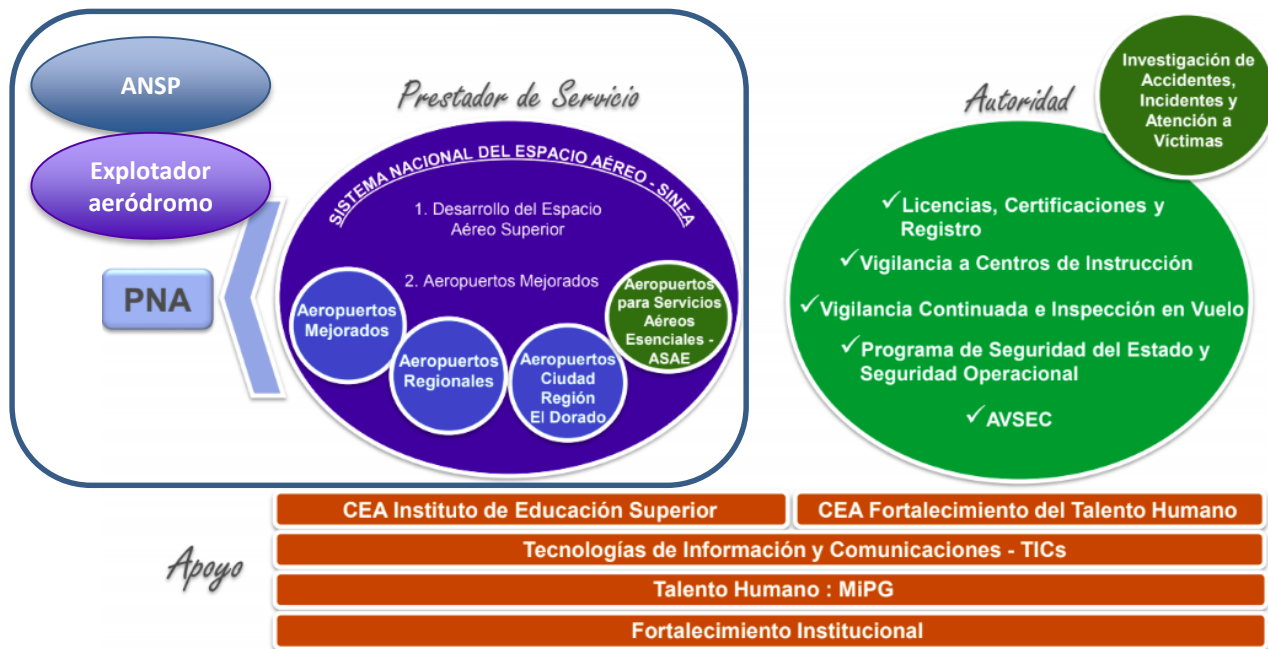 ANSP
Explotador
aeródromo
PNA
Prestador de Servicio
SISTEMA NACIONAL DEL ESPACIO AÉREO - SINEA
1. Desarrollo del Espacio
Aéreo Superior
2. Aeropuertos Mejorados
Aeropuertos
Mejorados
Aeropuertos
Regionales
Aeropuertos
Ciudad
Región
El Dorado
Aeropuertos
para Servicios
Aéreos
Esenciales -
ASAE
Autoridad
Investigación de
Accidentes,
Incidentes y
Atención a
Víctimas
✓Licencias, Certificaciones y
Registro
✓Vigilancia a Centros de Instrucción
✓Vigilancia Continuada e Inspección en Vuelo
✓Programa de Seguridad del Estado y
Seguridad Operacional
✓AVSEC
Apoyo
CEA Instituto de Educación Superior
CEA Fortalecimiento del Talento Humano
Tecnologías de Información y Comunicaciones - TICs
Talento Humano : MiPG
Fortalecimiento Institucional